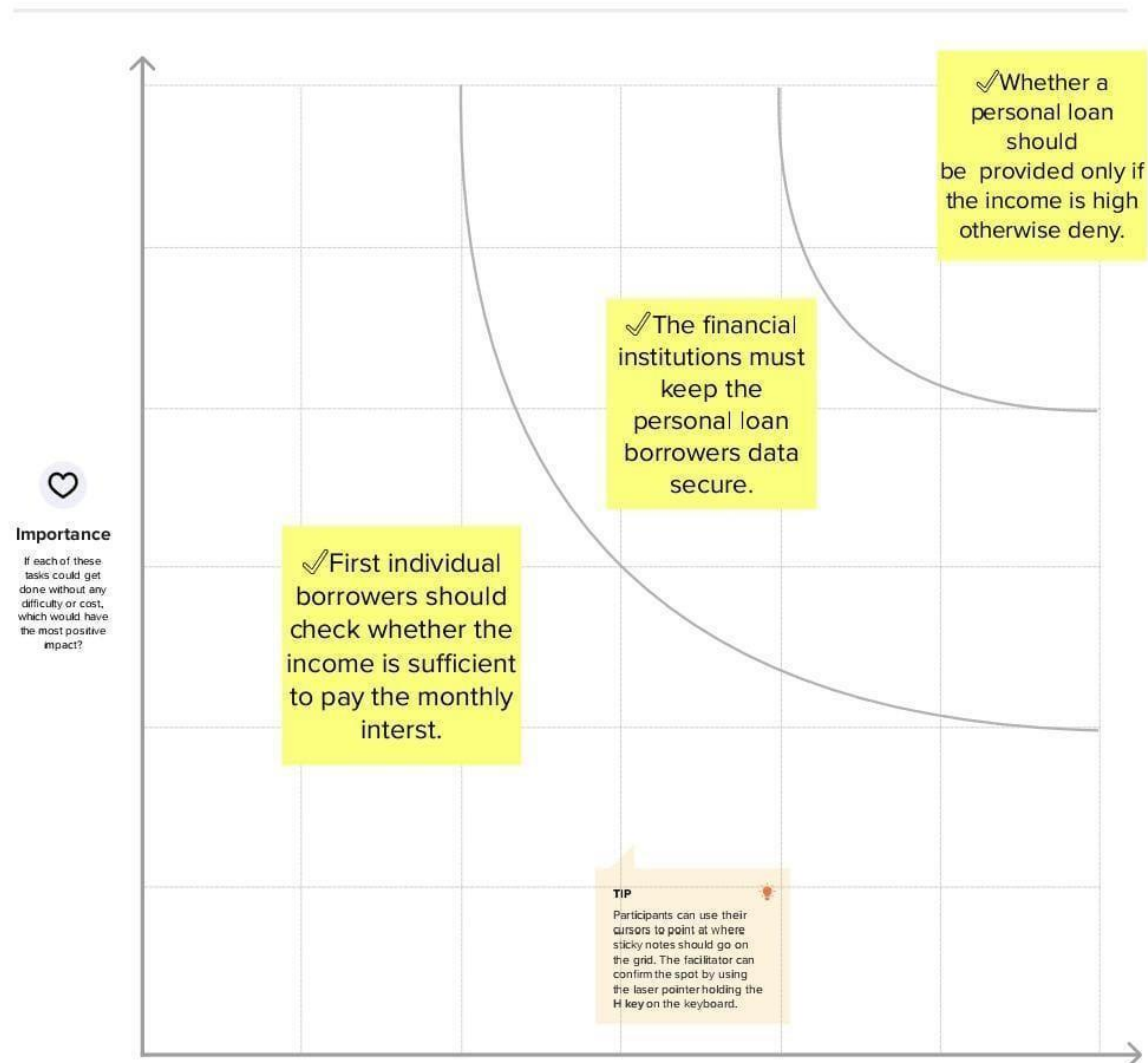 ✓Whether a
personal loan
should
be provided only if
the income is high
otherwise deny.
✓The financial
institutions must
keep the
personal loan
borrowers data
secure.
Importance
If each of these
tasks could get
done without any
difficulty or cost,
which would have
the most positive
impact?
✓First individual
borrowers should
check whether the
income is sufficient
to pay the monthly
interst.
TIP
Participants can use their
cursors to point at where
sticky notes should go on
the grid. The facilitator can
confirm the spot by using
the laser pointer holding the
H key on the keyboard.